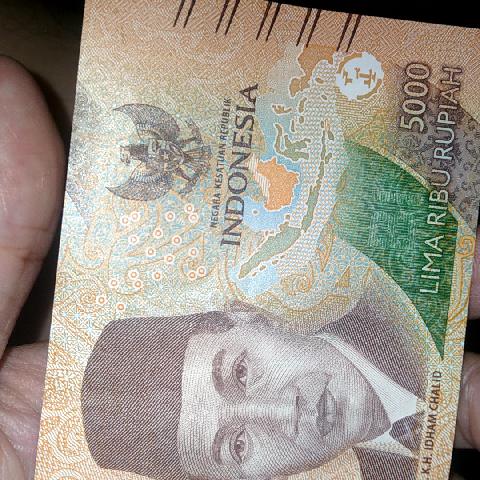 NEGARA KESATUAN REPUBLIK
INDONESIA
5000
LIMA RIBU RUPIAH
K.H. IDHAM CHALID